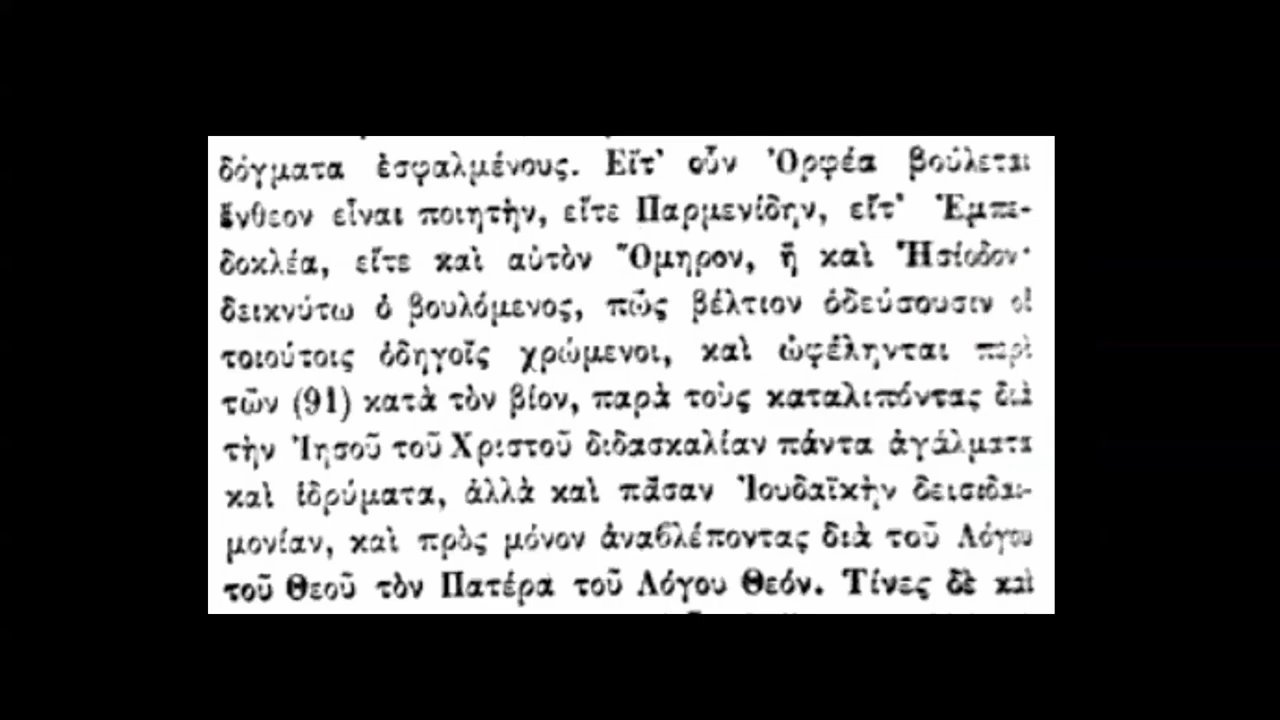 δόγματα ἐσφαλμένους. Εἴτ' οὖν Ὀρφέα βούλεται
ἔνθεον εἶναι ποιητὴν, εἴτε Παρμενίδην, εἴτ' Ἐμπε-
δοκλέα, εἴτε καὶ αὐτὸν Ὅμηρον, ἢ καὶ Ἡσίοδον·
δεικνύτω ὁ βουλόμενος, πῶς βέλτιον ὁδεύσουσιν οἱ
τοιούτοις ὁδηγοῖς χρώμενοι, καὶ ὠφέληνται περὶ
τῶν (91) κατὰ τὸν βίον, παρὰ τοὺς καταλιπόντας διὰ
τὴν Ἰησοῦ τοῦ Χριστοῦ διδασκαλίαν πάντα ἀγάλματα
καὶ ἱδρύματα, ἀλλὰ καὶ πᾶσαν Ἰουδαϊκὴν δεισιδαι-
μονίαν, καὶ πρὸς μόνον ἀναβλέποντας διὰ τοῦ Λόγου
τοῦ Θεοῦ τὸν Πατέρα τοῦ Λόγου Θεόν. Τίνες δὲ καὶ